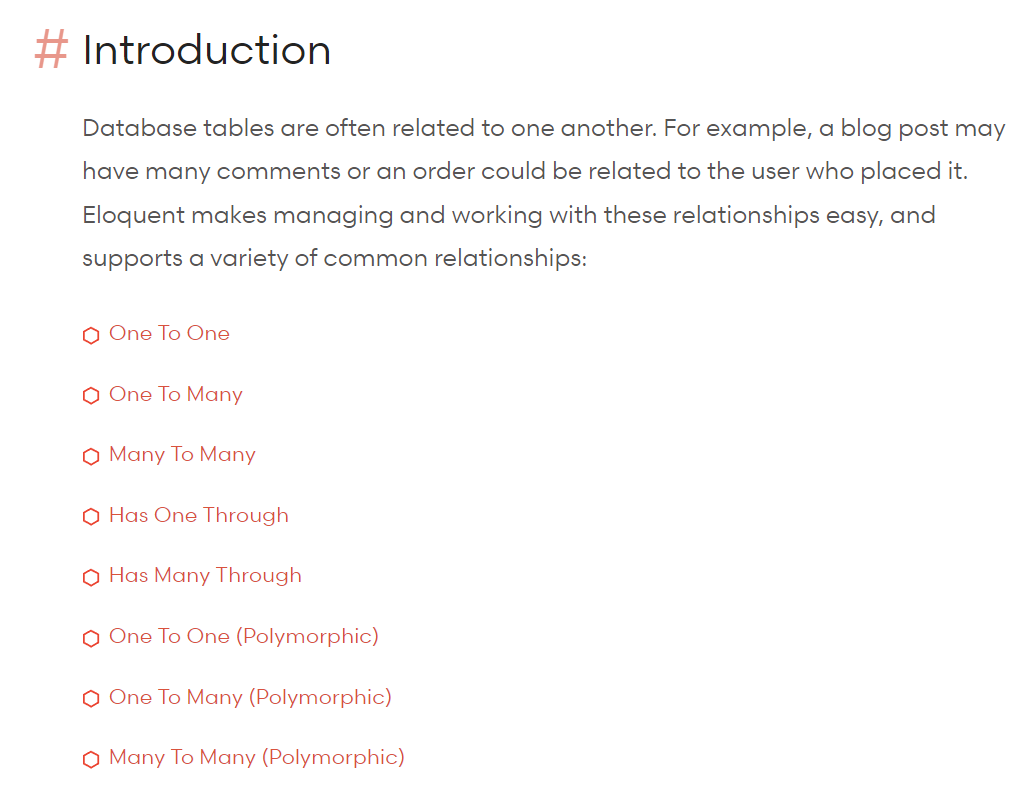 # Introduction
Database tables are often related to one another. For example, a blog post may
have many comments or an order could be related to the user who placed it.
Eloquent makes managing and working with these relationships easy, and
supports a variety of common relationships:
One To One
One To Many
Many To Many
Has One Through
Has Many Through
One To One (Polymorphic)
One To Many (Polymorphic)
Many To Many (Polymorphic)